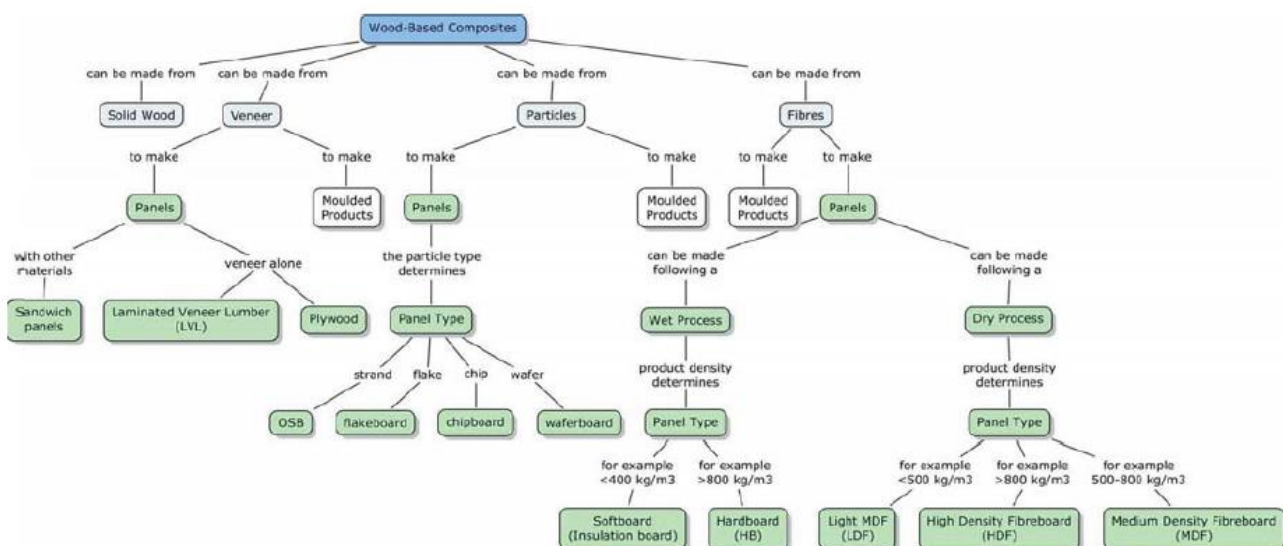 Wood-Based Composites
can be made from
can be made from
can be made from
can be made from
Solid Wood
Veneer
Particles
Fibres
to make
to make
to make
to make
to make
to make
Panels
Moulded
Products
Panels
Moulded
Products
Moulded
Products
Panels
with other
materials
veneer alone
the particle type
determines
can be made
following a
can be made
following a
Sandwich
panels
Laminated Veneer Lumber
(LVL)
Plywood
Panel Type
Wet Process
Dry Process
strand
flake
chip
wafer
product density
determines
product density
determines
OSB
flakeboard
chipboard
waferboard
Panel Type
Panel Type
for example
<400 kg/m3
for example
>800 kg/m3
for example
<500 kg/m3
for example
>800 kg/m3
for example
500-800 kg/m3
Softboard
(Insulation board)
Hardboard
(HB)
Light MDF
(LDF)
High Density Fibreboard
(HDF)
Medium Density Fibreboard
(MDF)